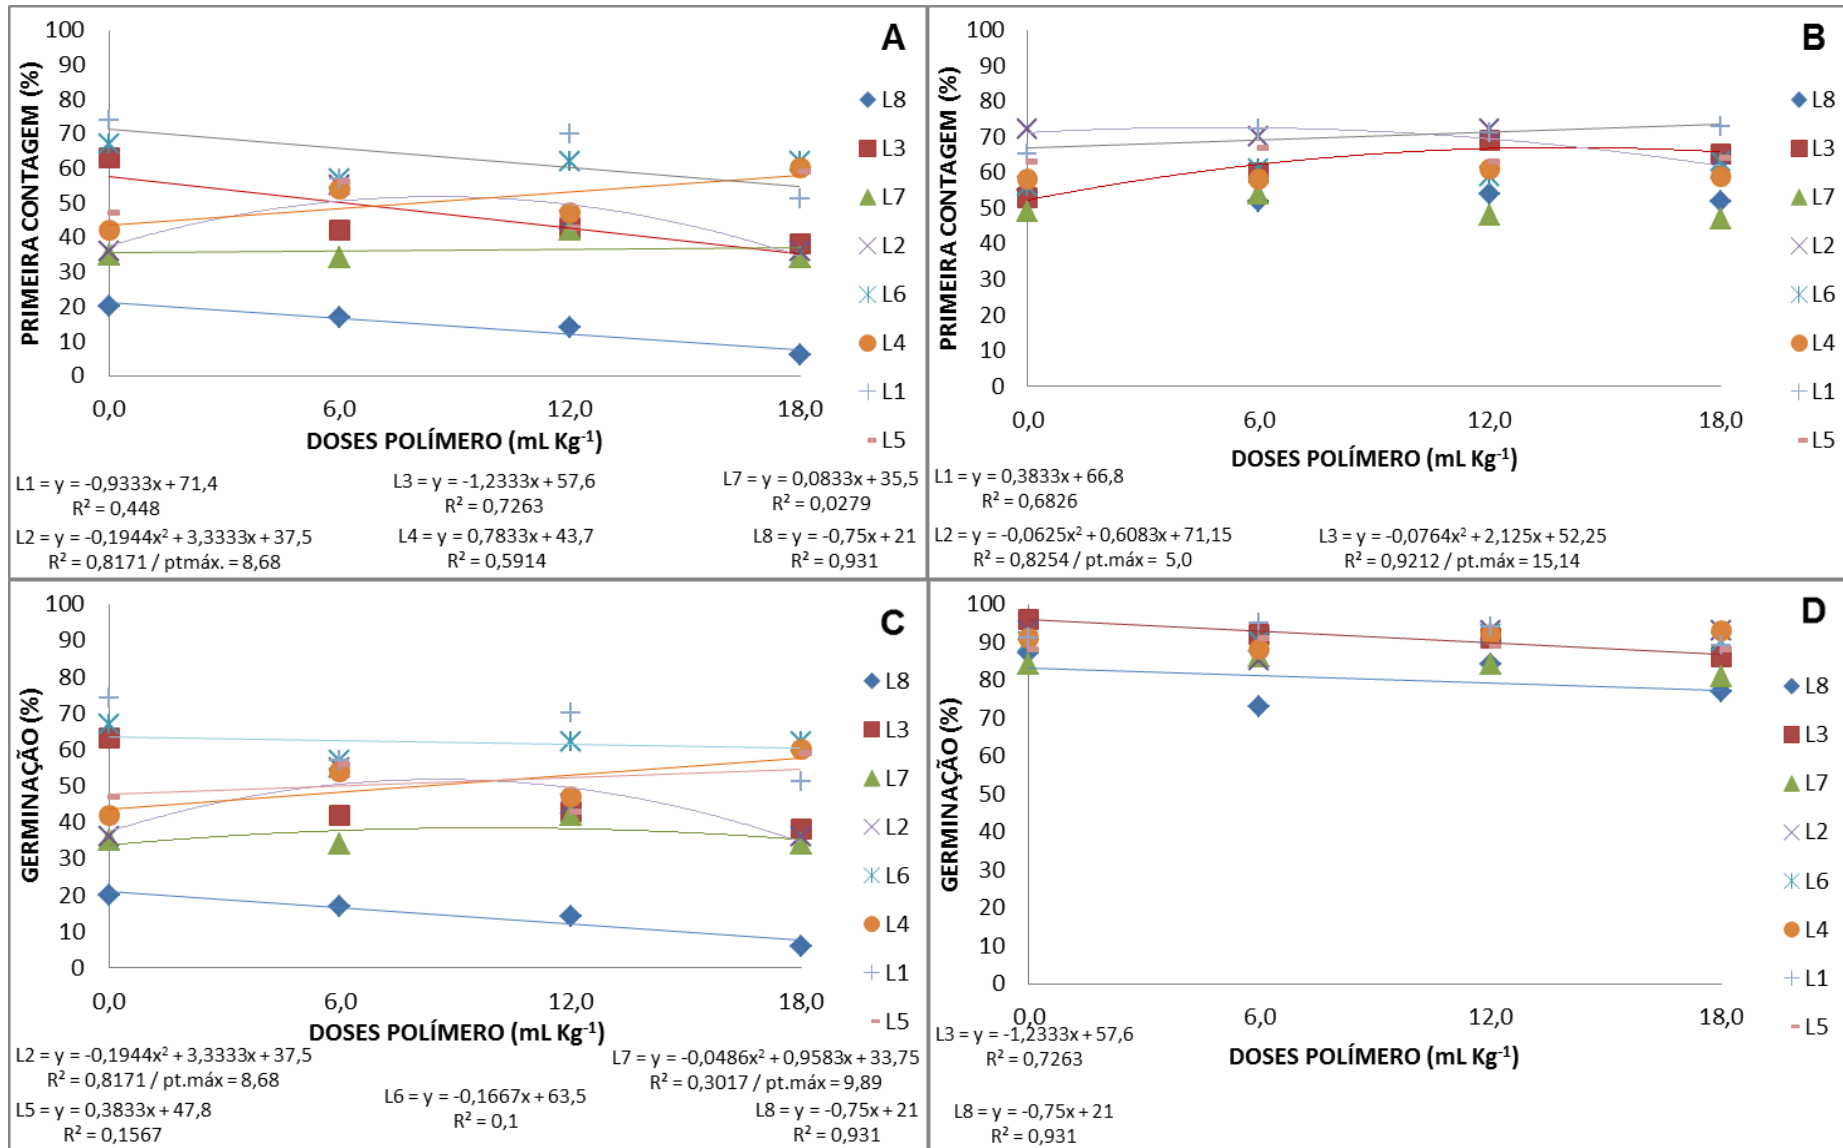 A
PRIMEIRA CONTAGEM (%)
100
90
80
70
60
50
40
30
20
10
0
0,0 6,0 12,0 18,0
DOSES POLÍMERO (mL Kg⁻¹)
L8
L3
L7
L2
L6
L4
L1
L5
L1 = y = -0,9333x + 71,4
R² = 0,448
L3 = y = -1,2333x + 57,6
R² = 0,7263
L7 = y = 0,0833x + 35,5
R² = 0,0279
L2 = y = -0,1944x² + 3,3333x + 37,5
R² = 0,8171 / ptmáx. = 8,68
L4 = y = 0,7833x + 43,7
R² = 0,5914
L8 = y = -0,75x + 21
R² = 0,931
B
PRIMEIRA CONTAGEM (%)
100
90
80
70
60
50
40
30
20
10
0
0,0 6,0 12,0 18,0
DOSES POLÍMERO (mL Kg⁻¹)
L8
L3
L7
L2
L6
L4
L1
L5
L1 = y = 0,3833x + 66,8
R² = 0,6826
L2 = y = -0,0625x² + 0,6083x + 71,15
R² = 0,8254 / pt.máx = 5,0
L3 = y = -0,0764x² + 2,125x + 52,25
R² = 0,9212 / pt.máx = 15,14
C
GERMINAÇÃO (%)
100
90
80
70
60
50
40
30
20
10
0
0,0 6,0 12,0 18,0
DOSES POLÍMERO (mL Kg⁻¹)
L8
L3
L7
L2
L6
L4
L1
L5
L2 = y = -0,1944x² + 3,3333x + 37,5
R² = 0,8171 / pt.máx = 8,68
L7 = y = -0,0486x² + 0,9583x + 33,75
R² = 0,3017 / pt.máx = 9,89
L5 = y = 0,3833x + 47,8
R² = 0,1567
L6 = y = -0,1667x + 63,5
R² = 0,1
L8 = y = -0,75x + 21
R² = 0,931
D
GERMINAÇÃO (%)
100
90
80
70
60
50
40
30
20
10
0
0,0 6,0 12,0 18,0
DOSES POLÍMERO (mL Kg⁻¹)
L8
L3
L7
L2
L6
L4
L1
L5
L3 = y = -1,2333x + 57,6
R² = 0,7263
L8 = y = -0,75x + 21
R² = 0,931